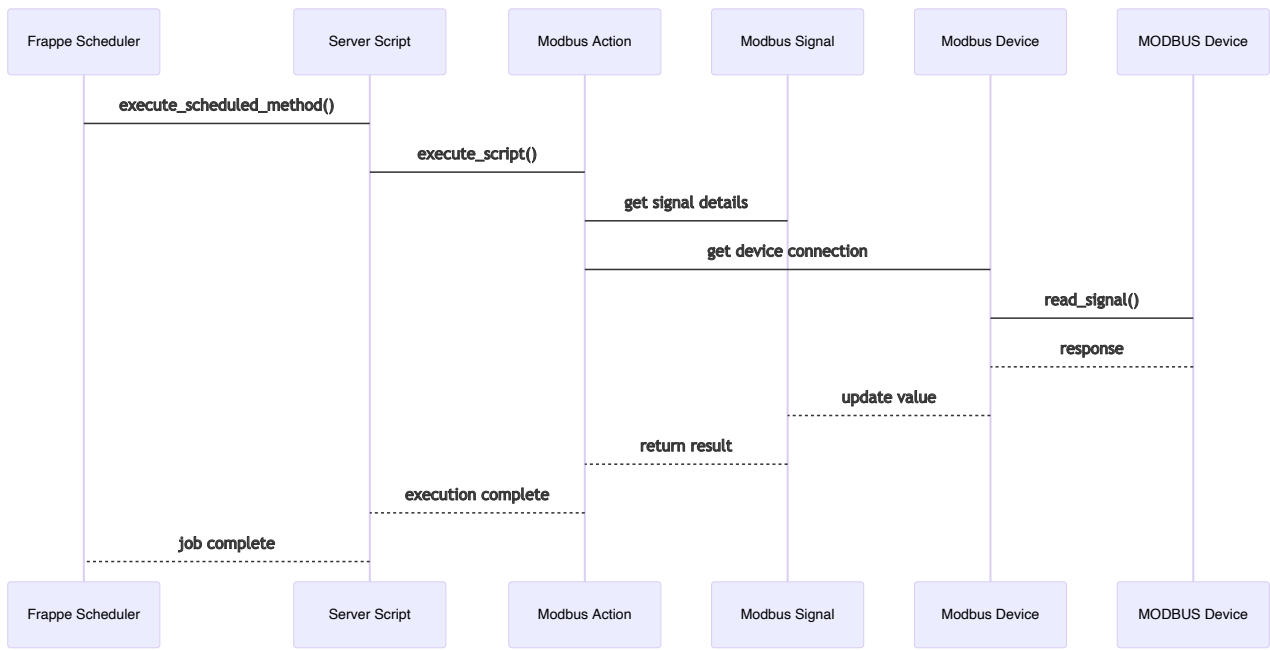 Frappe Scheduler
Server Script
Modbus Action
Modbus Signal
Modbus Device
MODBUS Device
execute_scheduled_method()
execute_script()
get signal details
get device connection
read_signal()
response
update value
return result
execution complete
job complete
Frappe Scheduler
Server Script
Modbus Action
Modbus Signal
Modbus Device
MODBUS Device